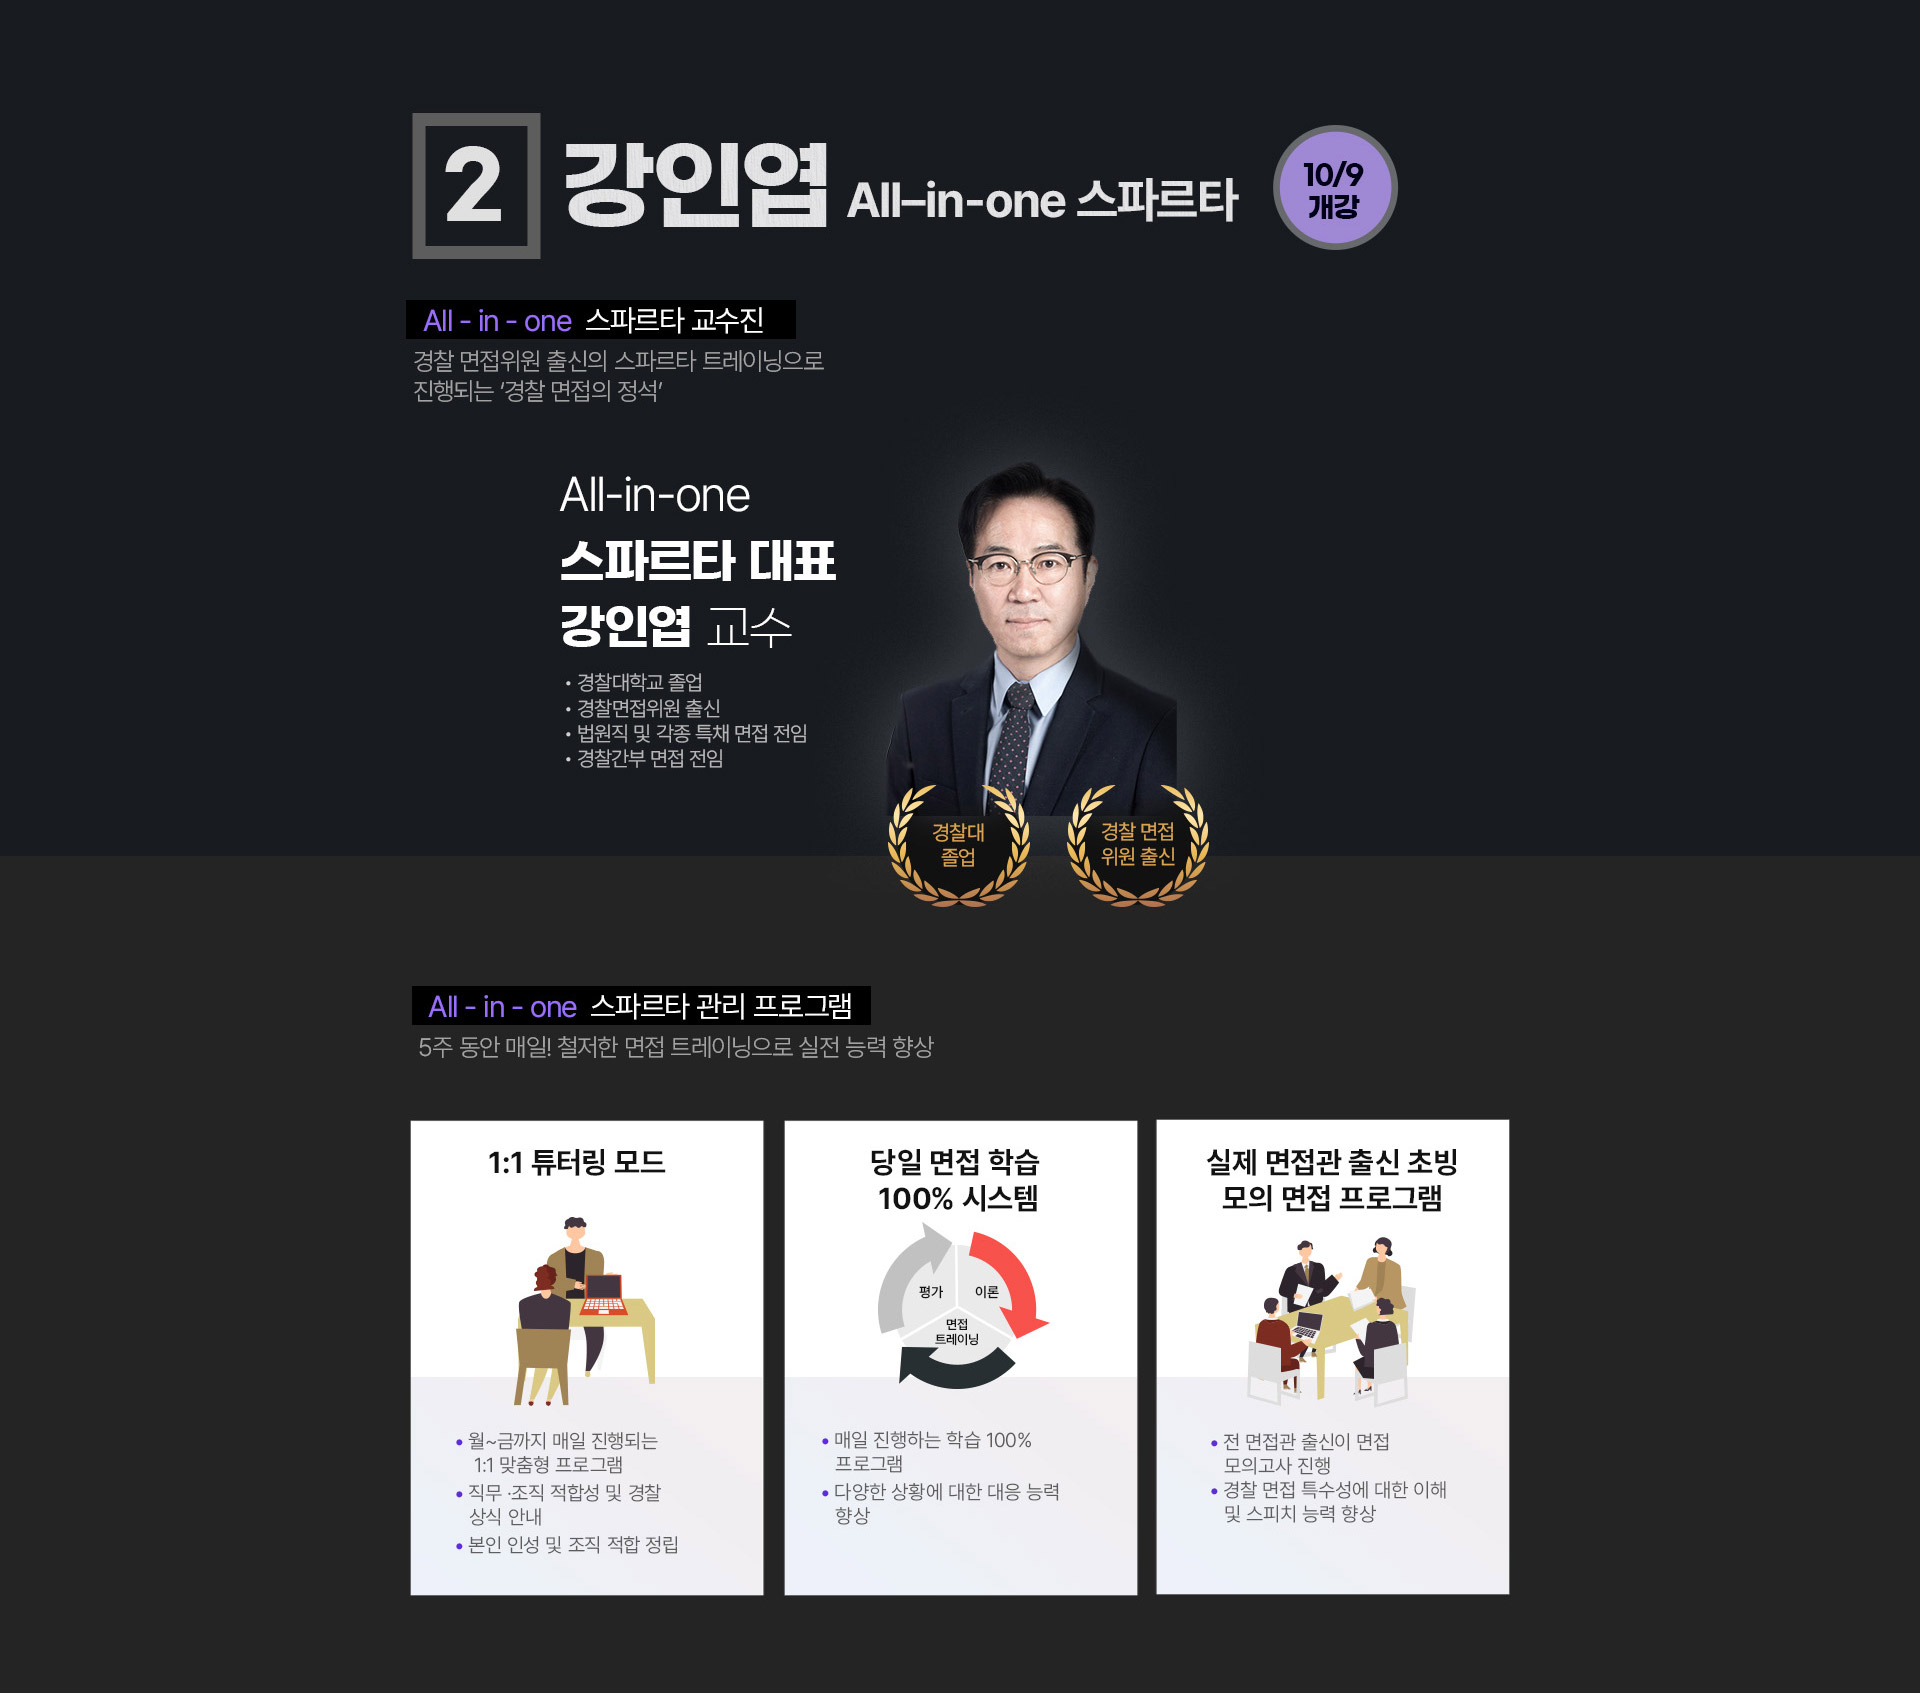 2 강인엽 All–in-one 스파르타
10/9
개강
All - in - one 스파르타 교수진
경찰 면접위원 출신의 스파르타 트레이닝으로
진행되는 ‘경찰 면접의 정석’
All-in-one
스파르타 대표
강인엽 교수
• 경찰대학교 졸업
• 경찰면접위원 출신
• 법원직 및 각종 특채 면접 전임
• 경찰간부 면접 전임
경찰대
졸업
경찰 면접
위원 출신
All - in - one 스파르타 관리 프로그램
5주 동안 매일! 철저한 면접 트레이닝으로 실전 능력 향상
1:1 튜터링 모드
• 월~금까지 매일 진행되는
1:1 맞춤형 프로그램
• 직무 ·조직 적합성 및 경찰
상식 안내
• 본인 인성 및 조직 적합 정립
당일 면접 학습
100% 시스템
평가
이론
면접
트레이닝
• 매일 진행하는 학습 100%
프로그램
• 다양한 상황에 대한 대응 능력
향상
실제 면접관 출신 초빙
모의 면접 프로그램
• 전 면접관 출신이 면접
모의고사 진행
• 경찰 면접 특수성에 대한 이해
및 스피치 능력 향상